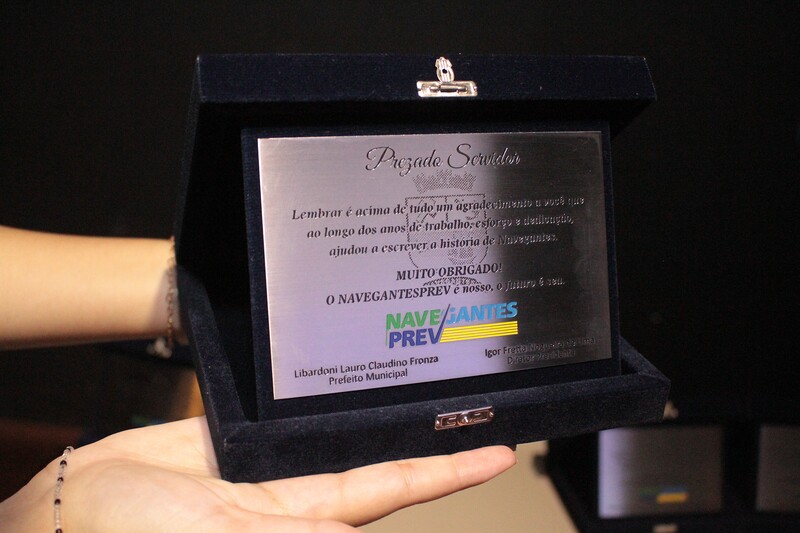 Prezado Servidor
Lembrar é acima de tudo um agradecimento a você que
ao longo dos anos de trabalho, esforço e dedicação,
ajudou a escrever a história de Navegantes.
MUITO OBRIGADO!
O NAVEGANTESPREV é nosso, o futuro é seu.
NAVEGANTES
PREV
Libardoni Lauro Claudino Fronza
Prefeito Municipal
Igor Fretta